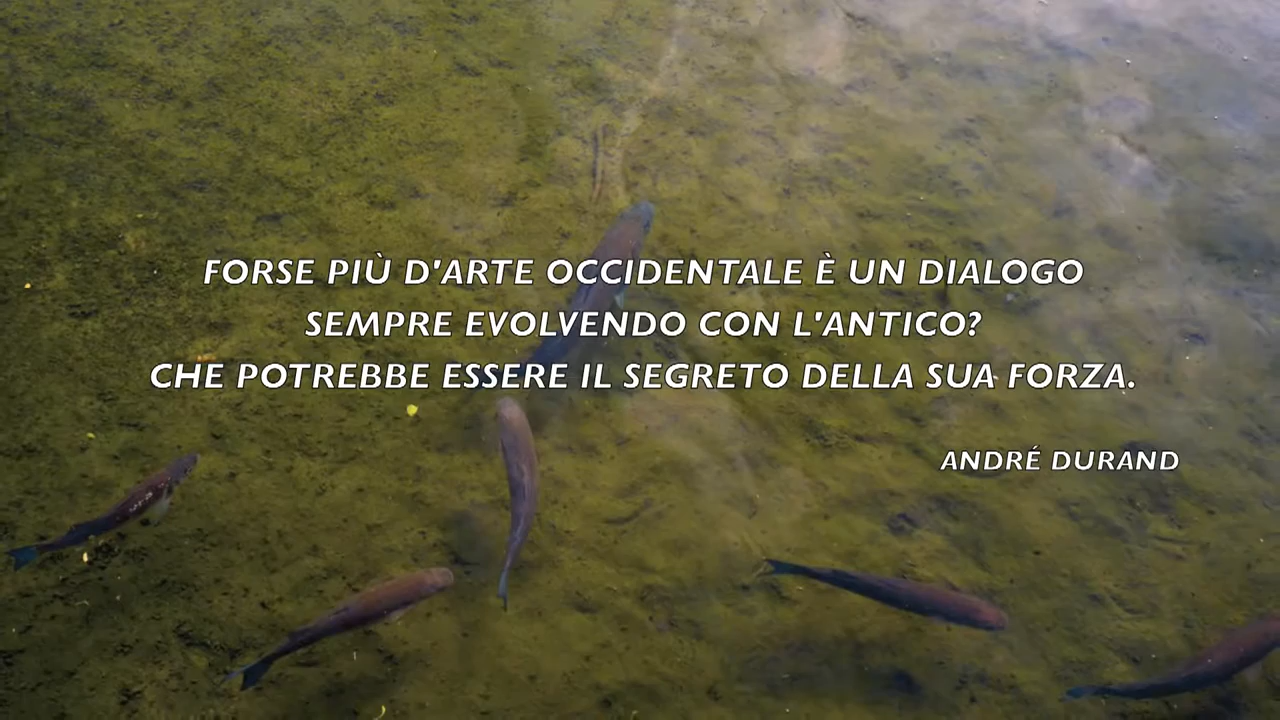 FORSE PIÙ D'ARTE OCCIDENTALE È UN DIALOGO
SEMPRE EVOLVENDO CON L'ANTICO?
CHE POTREBBE ESSERE IL SEGRETO DELLA SUA FORZA.
ANDRÉ DURAND